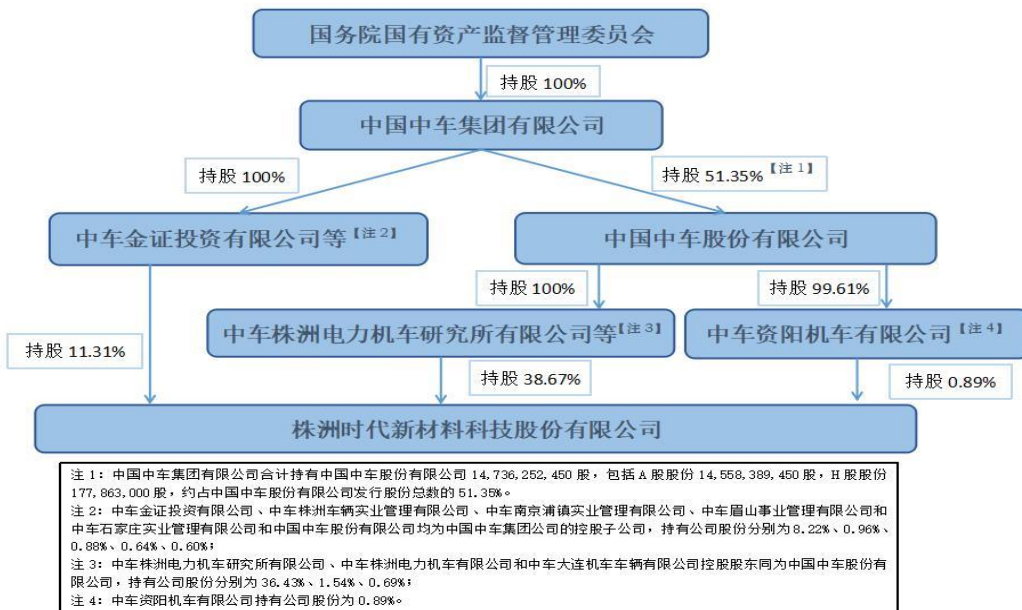 国务院国有资产监督管理委员会
持股 100%
中国中车集团有限公司
持股 100%
持股 51.35%【注1】
中车金证投资有限公司等【注2】
中国中车股份有限公司
持股 100%
持股 99.61%
中车株洲电力机车研究所有限公司等【注3】
中车资阳机车有限公司【注4】
持股 11.31%
持股 38.67%
持股 0.89%
株洲时代新材料科技股份有限公司
注 1：中国中车集团有限公司合计持有中国中车股份有限公司 14,736,252,450 股，包括 A 股股份 14,558,389,450 股，H 股股份
177,863,000 股，约占中国中车股份有限公司发行股份总数的 51.35%。
注 2：中车金证投资有限公司、中车株洲车辆实业管理有限公司、中车南京浦镇实业管理有限公司、中车眉山事业管理有限公司和
中车石家庄实业管理有限公司和中国中车股份有限公司均为中国中车集团公司的控股子公司，持有公司股份分别为 8.22%、0.96%、
0.88%、0.64%、0.60%；
注 3：中车株洲电力机车研究所有限公司、中车株洲电力机车有限公司和中车大连机车车辆有限公司控股股东同为中国中车股份有
限公司，持有公司股份分别为 36.43%、1.54%、0.69%；
注 4：中车资阳机车有限公司持有公司股份为 0.89%。